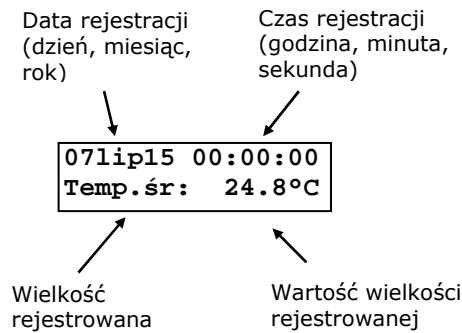 Data rejestracji
(dzień, miesiąc,
rok)
Czas rejestracji
(godzina, minuta,
sekunda)
07lip15 00:00:00
Temp.śr: 24.8°C
Wielkość
rejestrowana
Wartość wielkości
rejestrowanej